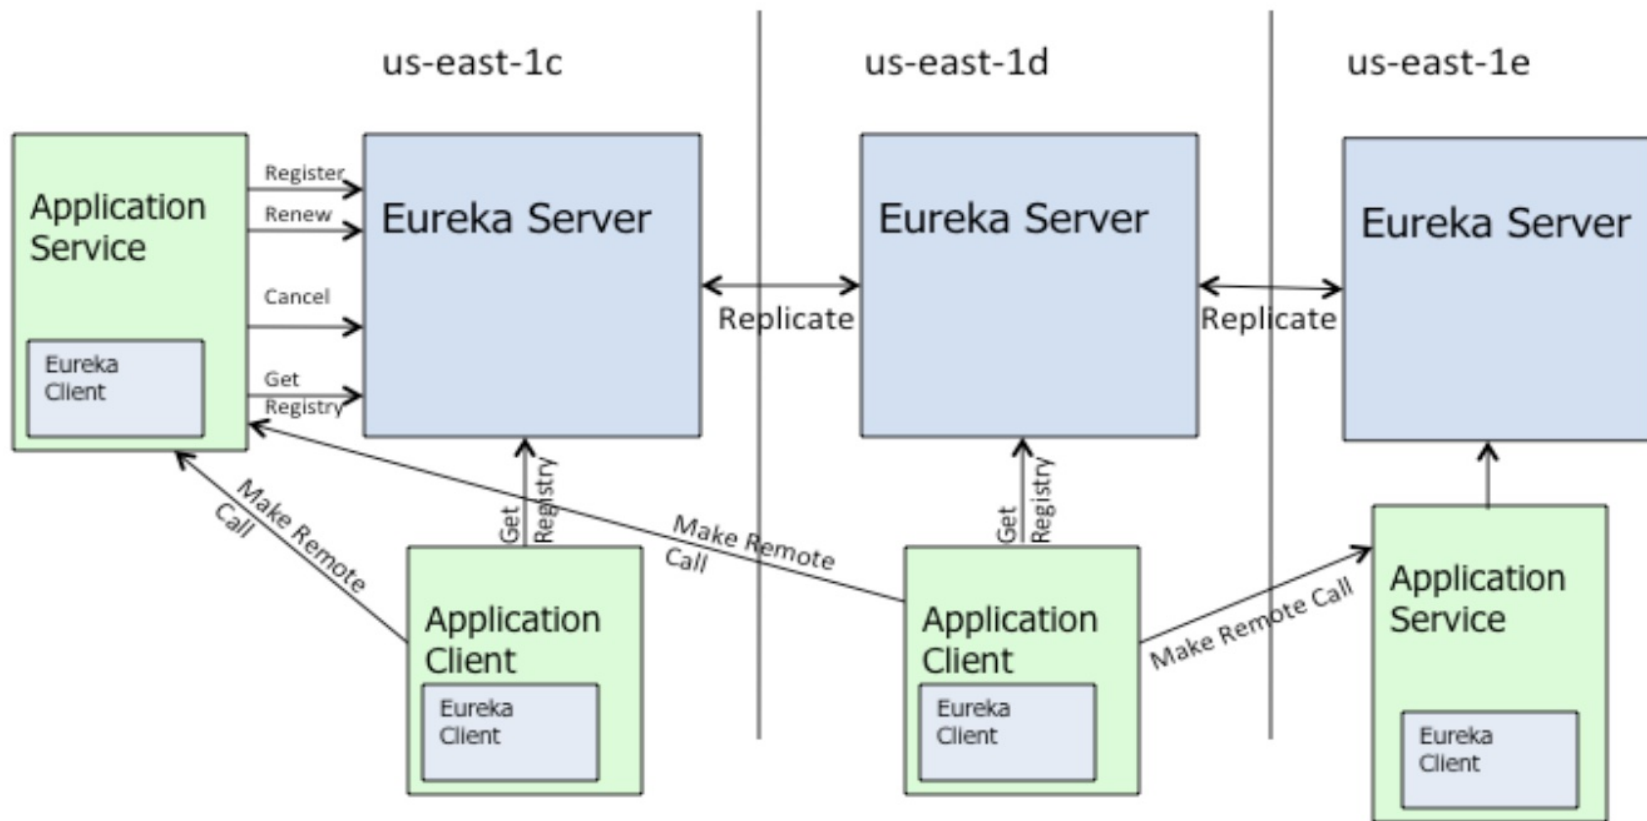 us-east-1c
us-east-1d
us-east-1e
Application
Service
Eureka
Client
Register
Renew
Cancel
Get
Registry
Eureka Server
Replicate
Eureka Server
Replicate
Eureka Server
Make Remote
Call
Get
Registry
Make Remote
Call
Get
Registry
Make Remote Call
Application
Client
Eureka
Client
Application
Client
Eureka
Client
Application
Service
Eureka
Client